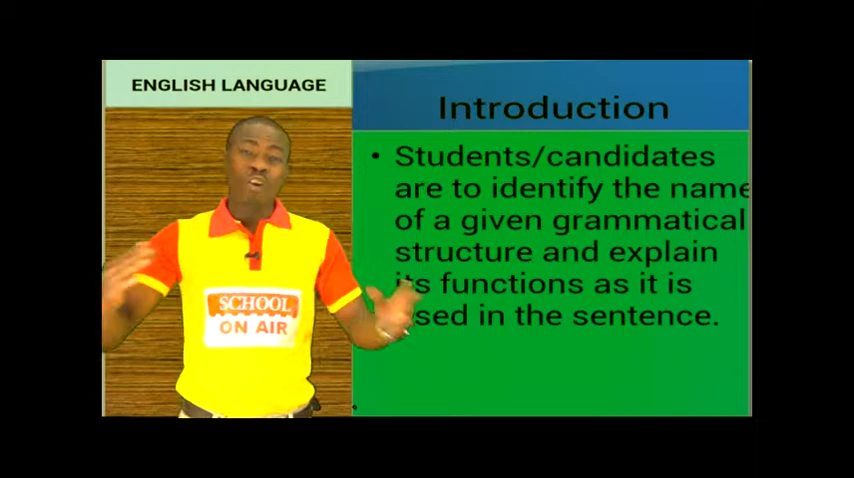 ENGLISH LANGUAGE
Introduction
• Students/candidates
are to identify the name
of a given grammatical
structure and explain
its functions as it is
used in the sentence.
SCHOOL
ON AIR